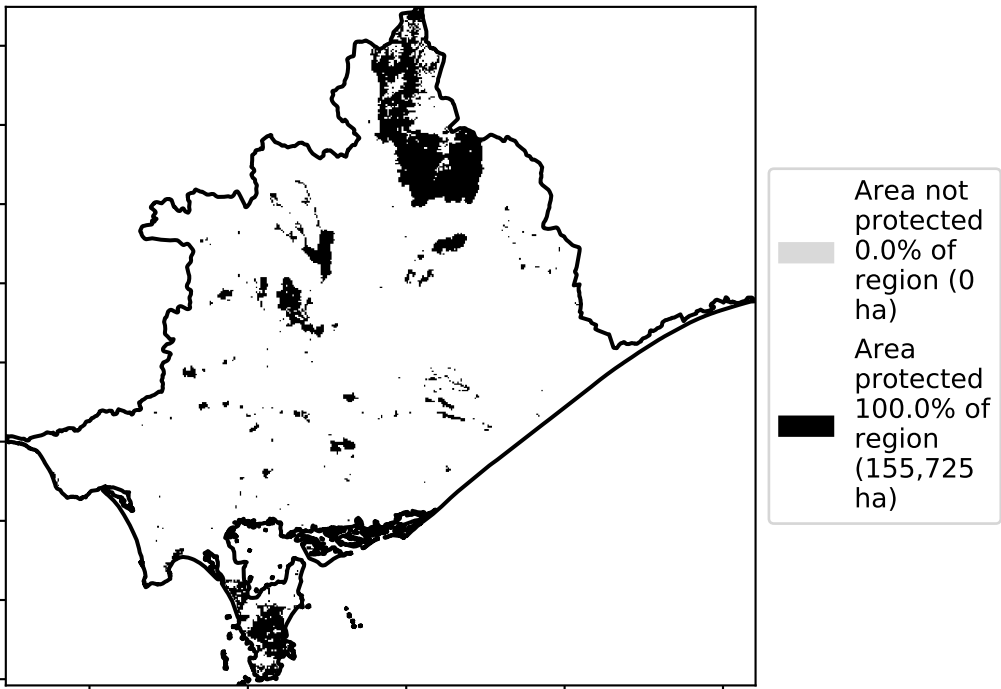 Area not
protected
0.0% of
region (0
ha)
Area
protected
100.0% of
region
(155,725
ha)